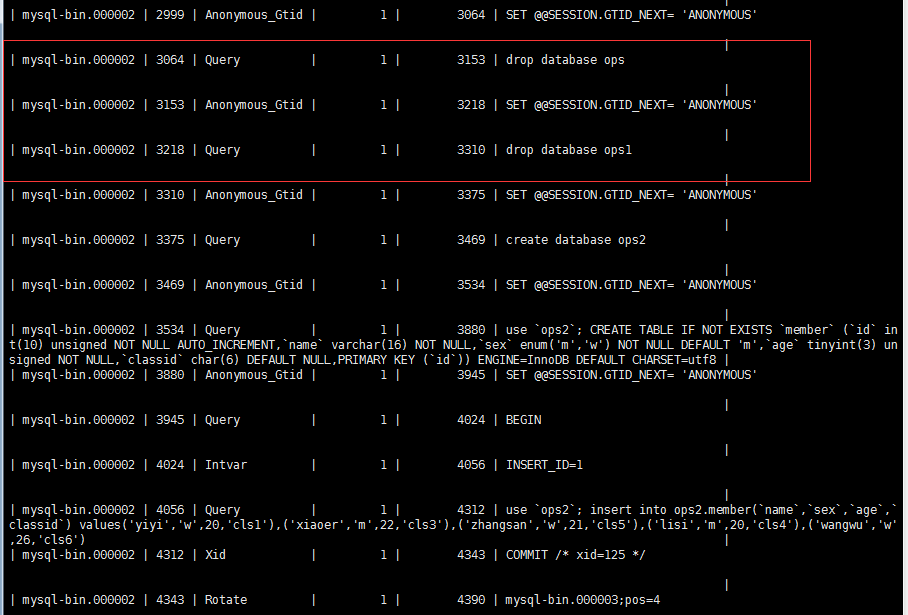 | mysql-bin.000002 | 2999 | Anonymous_Gtid | 1 | 3064 | SET @@SESSION.GTID_NEXT= 'ANONYMOUS'
|
| mysql-bin.000002 | 3064 | Query | 1 | 3153 | drop database ops
|
| mysql-bin.000002 | 3153 | Anonymous_Gtid | 1 | 3218 | SET @@SESSION.GTID_NEXT= 'ANONYMOUS'
|
| mysql-bin.000002 | 3218 | Query | 1 | 3310 | drop database ops1
|
| mysql-bin.000002 | 3310 | Anonymous_Gtid | 1 | 3375 | SET @@SESSION.GTID_NEXT= 'ANONYMOUS'
|
| mysql-bin.000002 | 3375 | Query | 1 | 3469 | create database ops2
|
| mysql-bin.000002 | 3469 | Anonymous_Gtid | 1 | 3534 | SET @@SESSION.GTID_NEXT= 'ANONYMOUS'
|
| mysql-bin.000002 | 3534 | Query | 1 | 3880 | use `ops2`; CREATE TABLE IF NOT EXISTS `member` (`id` in
t(10) unsigned NOT NULL AUTO_INCREMENT,`name` varchar(16) NOT NULL,`sex` enum('m','w') NOT NULL DEFAULT 'm',`age` tinyint(3) un
signed NOT NULL,`classid` char(6) DEFAULT NULL,PRIMARY KEY (`id`)) ENGINE=InnoDB DEFAULT CHARSET=utf8 |
| mysql-bin.000002 | 3880 | Anonymous_Gtid | 1 | 3945 | SET @@SESSION.GTID_NEXT= 'ANONYMOUS'
|
| mysql-bin.000002 | 3945 | Query | 1 | 4024 | BEGIN
|
| mysql-bin.000002 | 4024 | Intvar | 1 | 4056 | INSERT_ID=1
|
| mysql-bin.000002 | 4056 | Query | 1 | 4312 | use `ops2`; insert into ops2.member(`name`,`sex`,`age`,`
classid`) values('yiyi','w',20,'cls1'),('xiaoer','m',22,'cls3'),('zhangsan','w',21,'cls5'),('lisi','m',20,'cls4'),('wangwu','w'
,26,'cls6') |
| mysql-bin.000002 | 4312 | Xid | 1 | 4343 | COMMIT /* xid=125 */
|
| mysql-bin.000002 | 4343 | Rotate | 1 | 4390 | mysql-bin.000003;pos=4